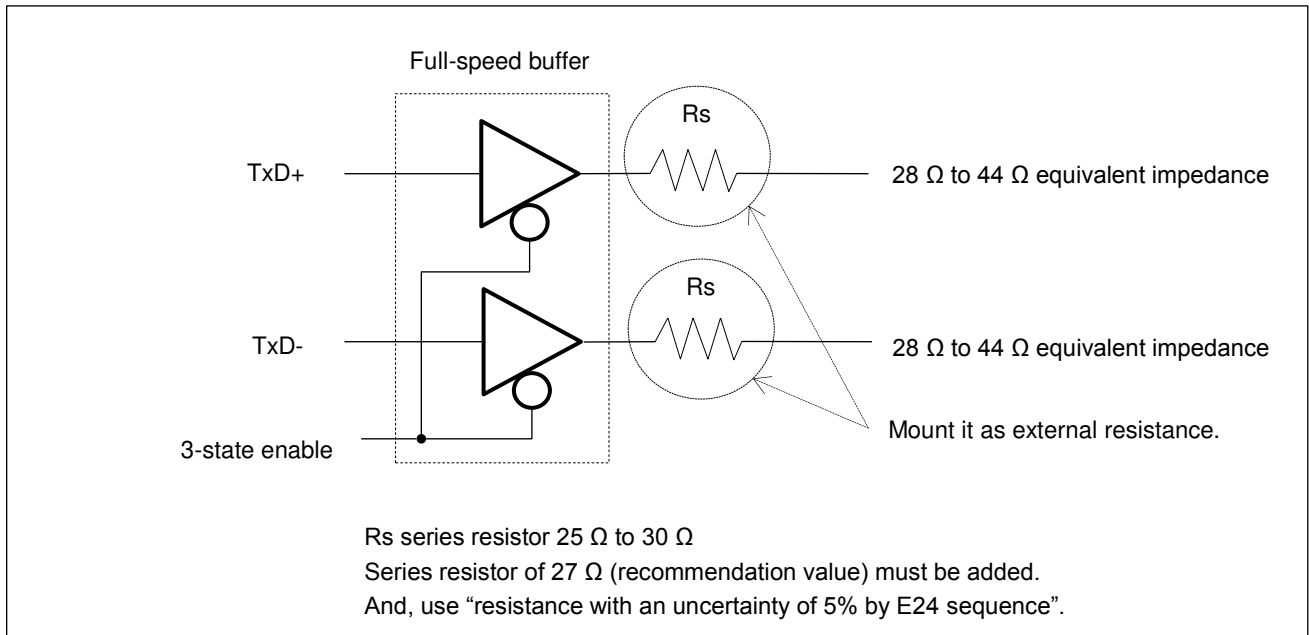 Full-speed buffer
Rs
TxD+
28 Ω to 44 Ω equivalent impedance
Rs
TxD-
28 Ω to 44 Ω equivalent impedance
Mount it as external resistance.
3-state enable
Rs series resistor 25 Ω to 30 Ω
Series resistor of 27 Ω (recommendation value) must be added.
And, use “resistance with an uncertainty of 5% by E24 sequence”.